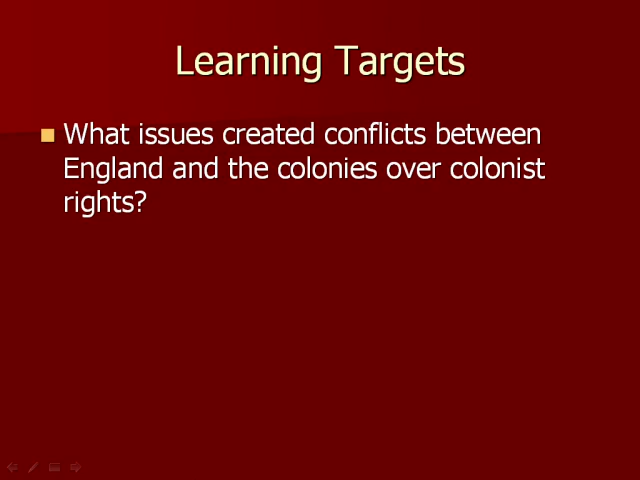 Learning Targets
What issues created conflicts between
England and the colonies over colonist
rights?